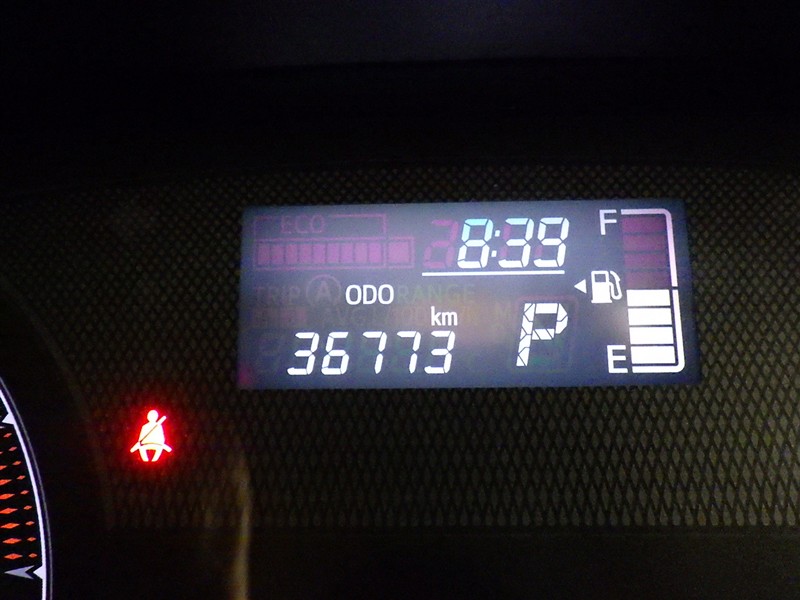 ECO
8:39
F
TRIP A ODO RANGE
km
36773
P
E